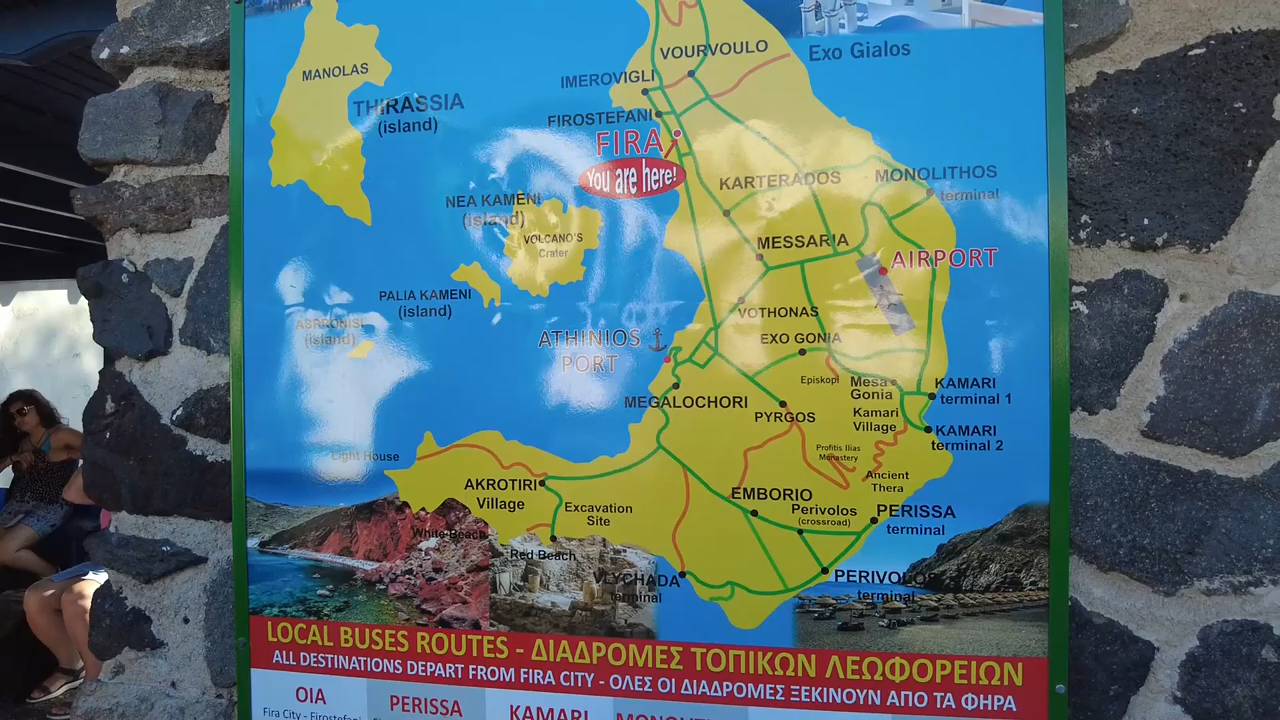 VOURVOULO
Exo Gialos
MANOLAS
IMEROVIGLI
THIRASSIA
(island)
FIROSTEFANI
FIRA
You are here!
KARTERADOS
MONOLITHOS
terminal
NEA KAMENI
(island)
VOLCANO'S
Crater
MESSARIA
AIRPORT
PALIA KAMENI
(island)
VOTHONAS
ASPRONISI
(island)
ATHINIOS
PORT
EXO GONIA
Episkopi
Mesa
Gonia
KAMARI
terminal 1
MEGALOCHORI
PYRGOS
Kamari
Village
KAMARI
terminal 2
Light House
Profitis Ilias
Monastery
Ancient
Thera
AKROTIRI
Village
EMBORIO
Excavation
Site
Perivolos
(crossroad)
PERISSA
terminal
White Beach
Red Beach
VLYCHADA
terminal
PERIVOLOS
terminal
LOCAL BUSES ROUTES - ΔΙΑΔΡΟΜΕΣ ΤΟΠΙΚΩΝ ΛΕΩΦΟΡΕΙΩΝ
ALL DESTINATIONS DEPART FROM FIRA CITY - ΟΛΕΣ ΟΙ ΔΙΑΔΡΟΜΕΣ ΞΕΚΙΝΟΥΝ ΑΠΟ ΤΑ ΦΗΡΑ
OIA
PERISSA
KAMARI
Fira City - Firostefani